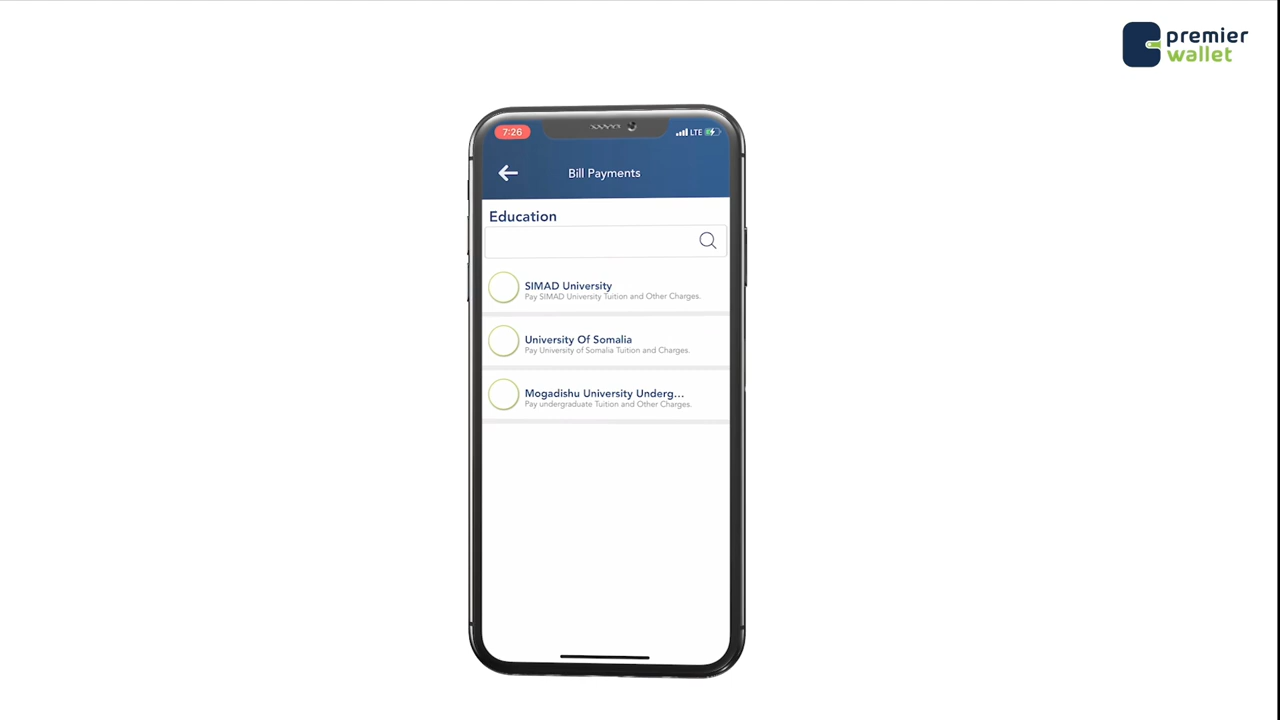 premier
wallet
7:26
LTE
Bill Payments
Education
SIMAD University
Pay SIMAD University Tuition and Other Charges.
University Of Somalia
Pay University of Somalia Tuition and Charges.
Mogadishu University Underg...
Pay undergraduate Tuition and Other Charges.